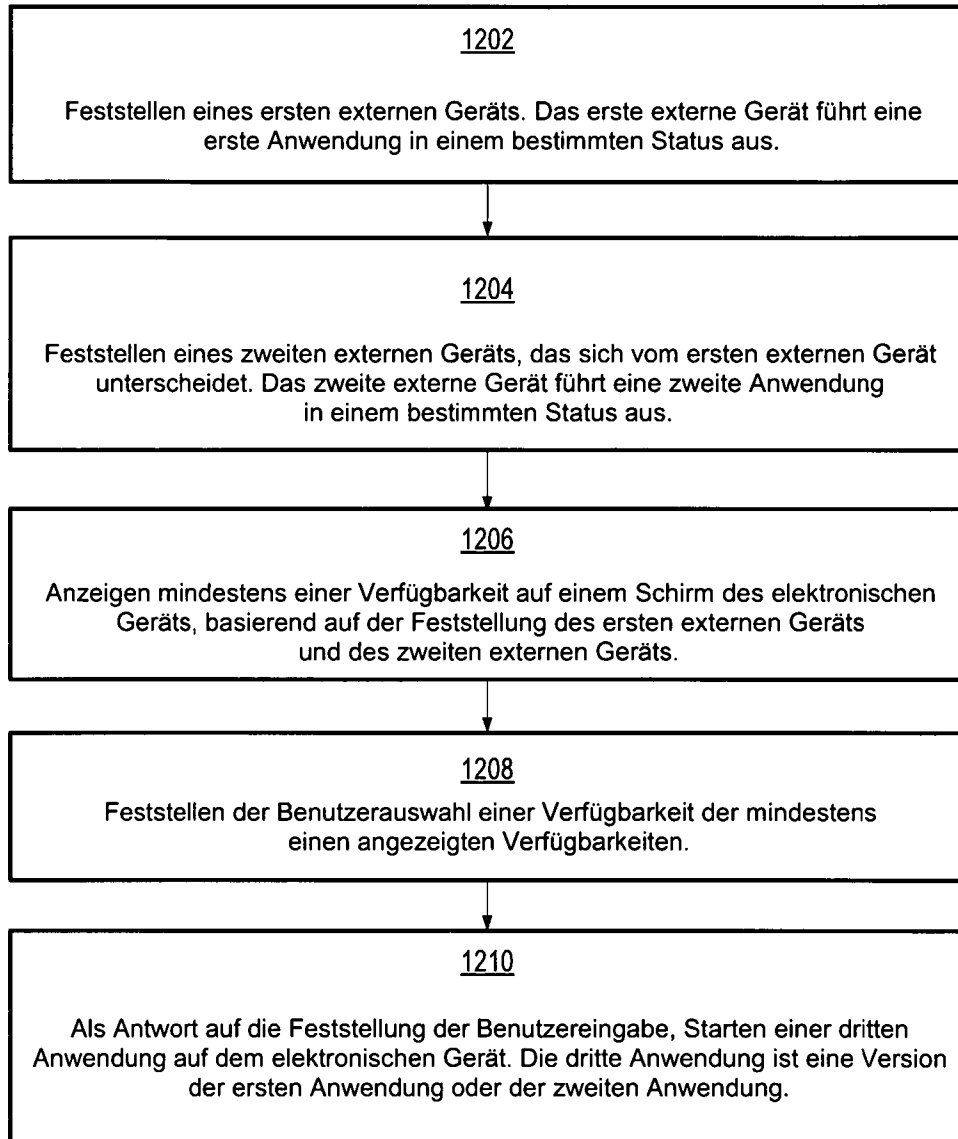 1202
Feststellen eines ersten externen Geräts. Das erste externe Gerät führt eine
erste Anwendung in einem bestimmten Status aus.
1204
Feststellen eines zweiten externen Geräts, das sich vom ersten externen Gerät
unterscheidet. Das zweite externe Gerät führt eine zweite Anwendung
in einem bestimmten Status aus.
1206
Anzeigen mindestens einer Verfügbarkeit auf einem Schirm des elektronischen
Geräts, basierend auf der Feststellung des ersten externen Geräts
und des zweiten externen Geräts.
1208
Feststellen der Benutzerauswahl einer Verfügbarkeit der mindestens
einen angezeigten Verfügbarkeiten.
1210
Als Antwort auf die Feststellung der Benutzereingabe, Starten einer dritten
Anwendung auf dem elektronischen Gerät. Die dritte Anwendung ist eine Version
der ersten Anwendung oder der zweiten Anwendung.